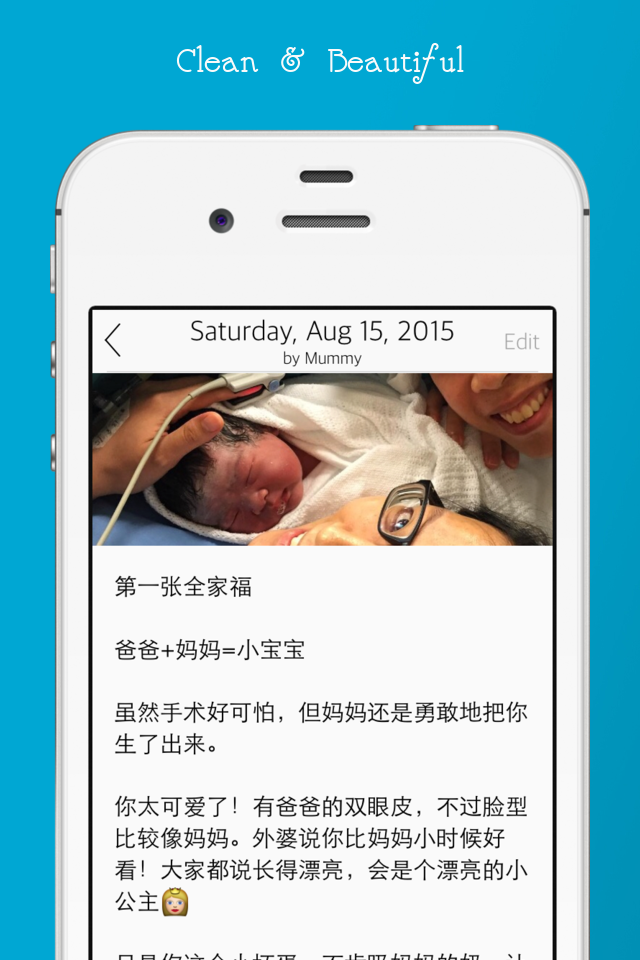 Clean & Beautiful
Saturday, Aug 15, 2015
by Mummy
Edit
第一张全家福
爸爸+妈妈=小宝宝
虽然手术好可怕，但妈妈还是勇敢地把你
生了出来。
你太可爱了！有爸爸的双眼皮，不过脸型
比较像妈妈。外婆说你比妈妈小时候好
看！大家都说长得漂亮，会是个漂亮的小
公主👸